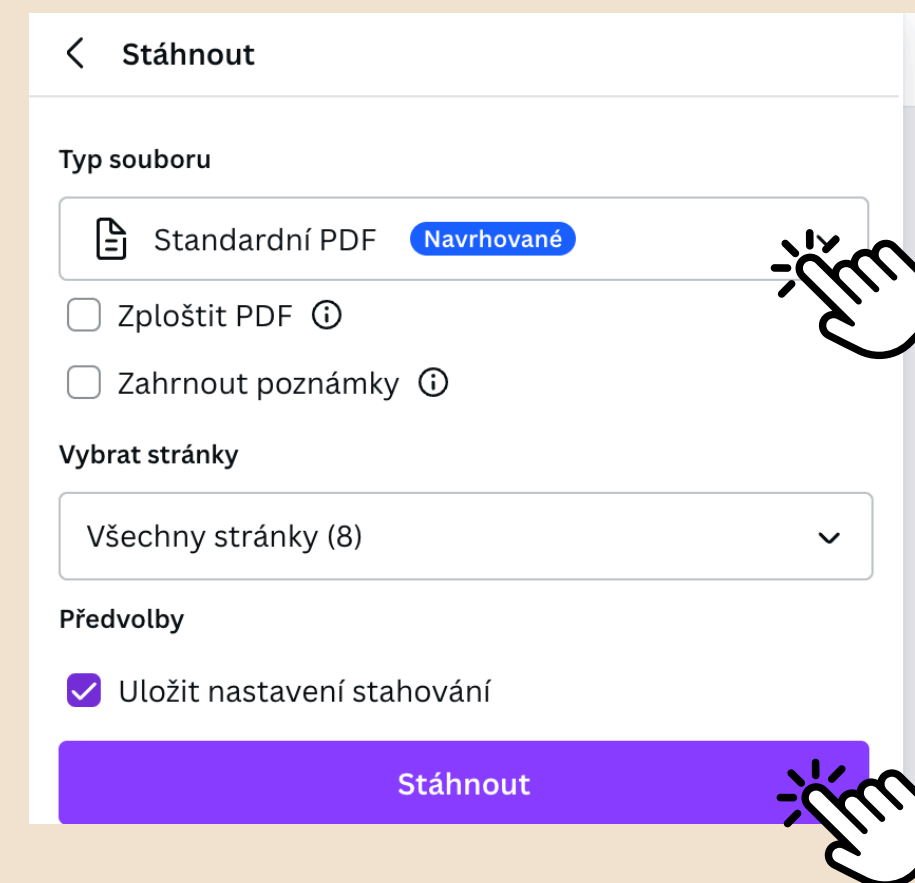 Stáhnout
Typ souboru
Standardní PDF Navrhované
Zploštit PDF
Zahrnout poznámky
Vybrat stránky
Všechny stránky (8)
Předvolby
Uložit nastavení stahování
Stáhnout